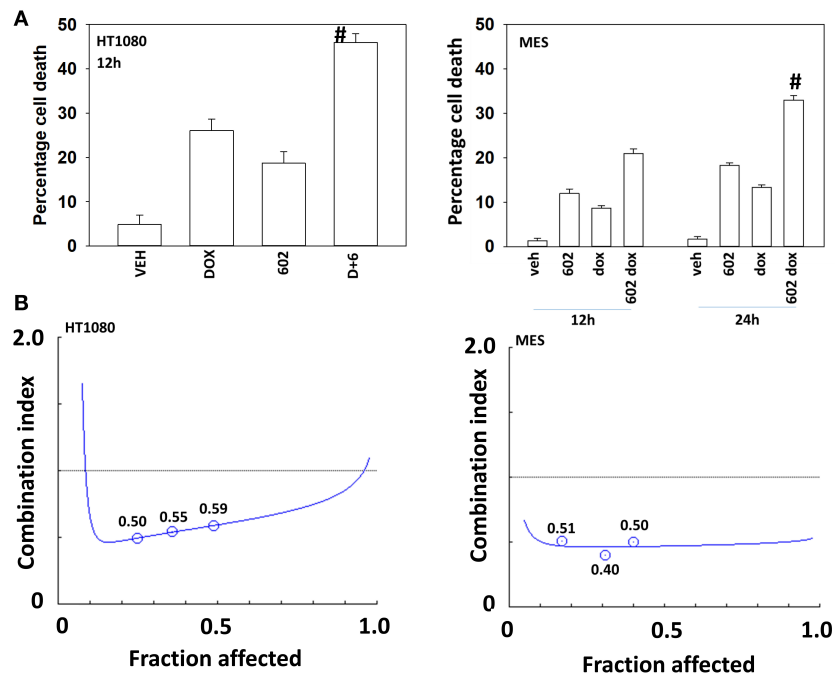 A
Percentage cell death
50
40
30
20
10
0
HT1080
12h
#
VEH
DOX
602
D+6
Percentage cell death
50
40
30
20
10
0
MES
#
veh
602
dox
602 dox
veh
602
dox
602 dox
12h
24h
B
HT1080
Combination index
2.0
0
0.50
0.55
0.59
0
0.5
1.0
Fraction affected
MES
Combination index
2.0
0
0.51
0.40
0.50
0
0.5
1.0
Fraction affected